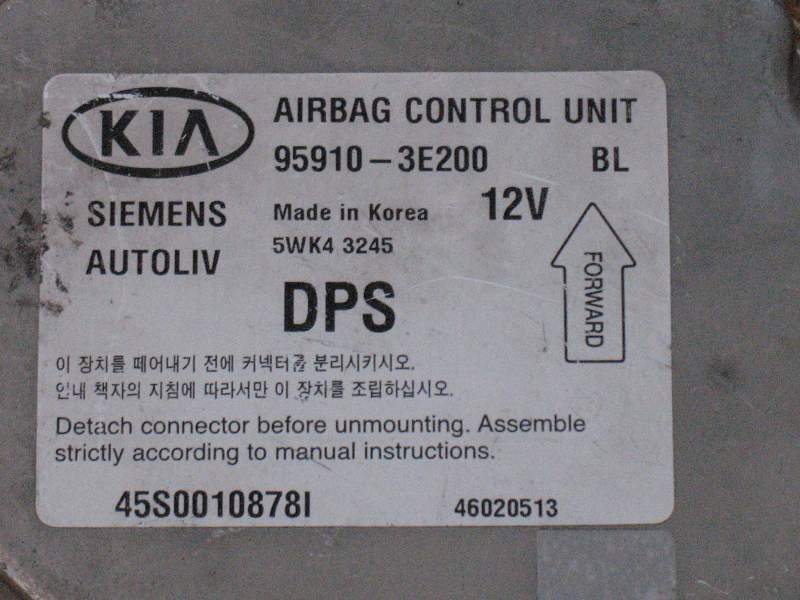 KIA
AIRBAG CONTROL UNIT
95910-3E200 BL
SIEMENS
AUTOLIV
Made in Korea
5WK4 3245
12V
FORWARD
DPS
이 장치를 떼어내기 전에 커넥터를 분리시키시오.
안내 책자의 지침에 따라서만 이 장치를 조립하십시오.
Detach connector before unmounting. Assemble
strictly according to manual instructions.
45S0010878I
46020513